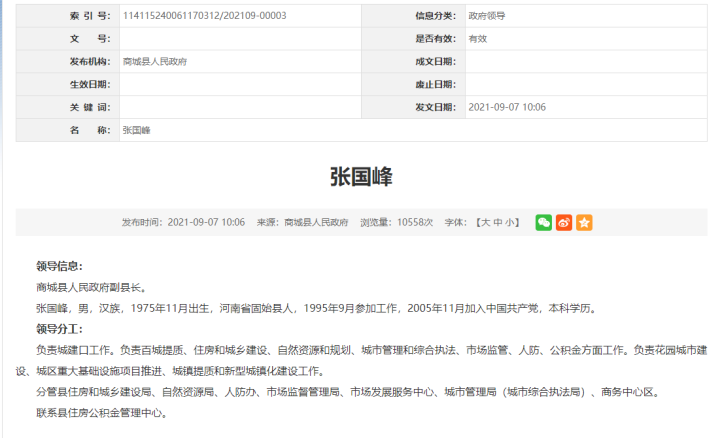 索 引 号： 114115240061170312/202109-00003 信息分类： 政府领导
文 号： 是否有效： 有效
发布机构： 商城县人民政府 成文日期：
生效日期： 废止日期：
关 键 词： 发文日期： 2021-09-07 10:06
名 称： 张国峰
张国峰
发布时间：2021-09-07 10:06 来源：商城县人民政府 浏览量：10558次 字体：【大 中 小】
领导信息：
商城县人民政府副县长。
张国峰，男，汉族，1975年11月出生，河南省固始县人，1995年9月参加工作，2005年11月加入中国共产党，本科学历。
领导分工：
负责城建口工作。负责百城提质、住房和城乡建设、自然资源和规划、城市管理和综合执法、市场监管、人防、公积金方面工作。负责花园城市建
设、城区重大基础设施项目推进、城镇提质和新型城镇化建设工作。
分管县住房和城乡建设局、自然资源局、人防办、市场监督管理局、市场发展服务中心、城市管理局（城市综合执法局）、商务中心区。
联系县住房公积金管理中心。